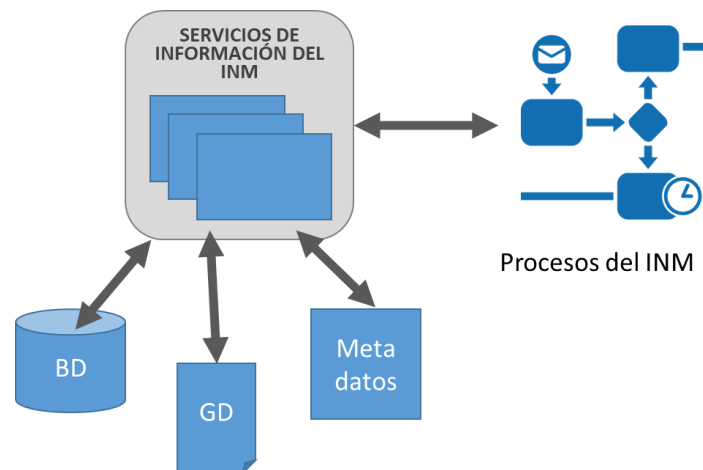 SERVICIOS DE
INFORMACIÓN DEL
INM
Procesos del INM
BD
GD
Meta
datos